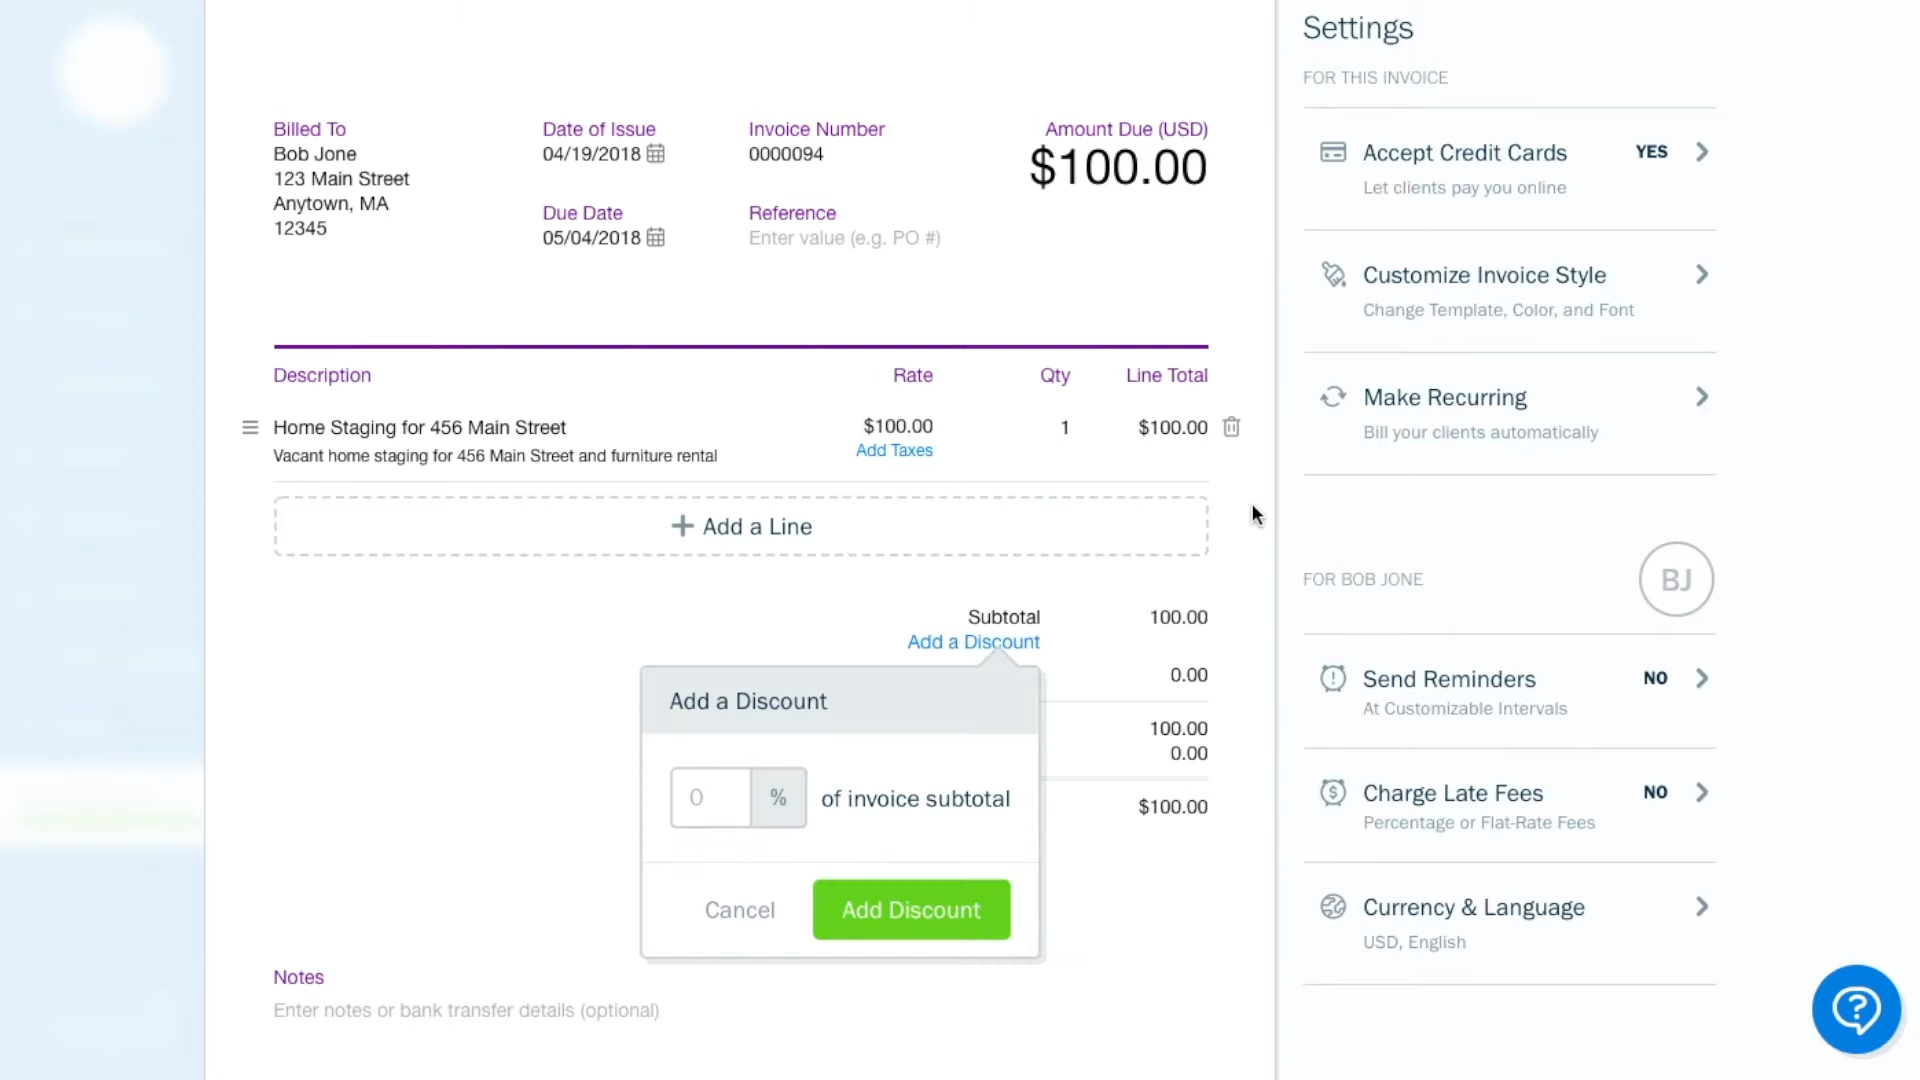 Billed To
Bob Jone
123 Main Street
Anytown, MA
12345
Date of Issue
04/19/2018
Due Date
05/04/2018
Invoice Number
0000094
Reference
Enter value (e.g. PO #)
Amount Due (USD)
$100.00
Description Rate Qty Line Total
Home Staging for 456 Main Street $100.00 1 $100.00
Vacant home staging for 456 Main Street and furniture rental Add Taxes
+ Add a Line
Subtotal 100.00
Add a Discount
0.00
100.00
0.00
$100.00
Add a Discount
0 % of invoice subtotal
Cancel Add Discount
Notes
Enter notes or bank transfer details (optional)
Settings
FOR THIS INVOICE
Accept Credit Cards YES
Let clients pay you online
Customize Invoice Style
Change Template, Color, and Font
Make Recurring
Bill your clients automatically
FOR BOB JONE BJ
Send Reminders NO
At Customizable Intervals
Charge Late Fees NO
Percentage or Flat-Rate Fees
Currency & Language
USD, English